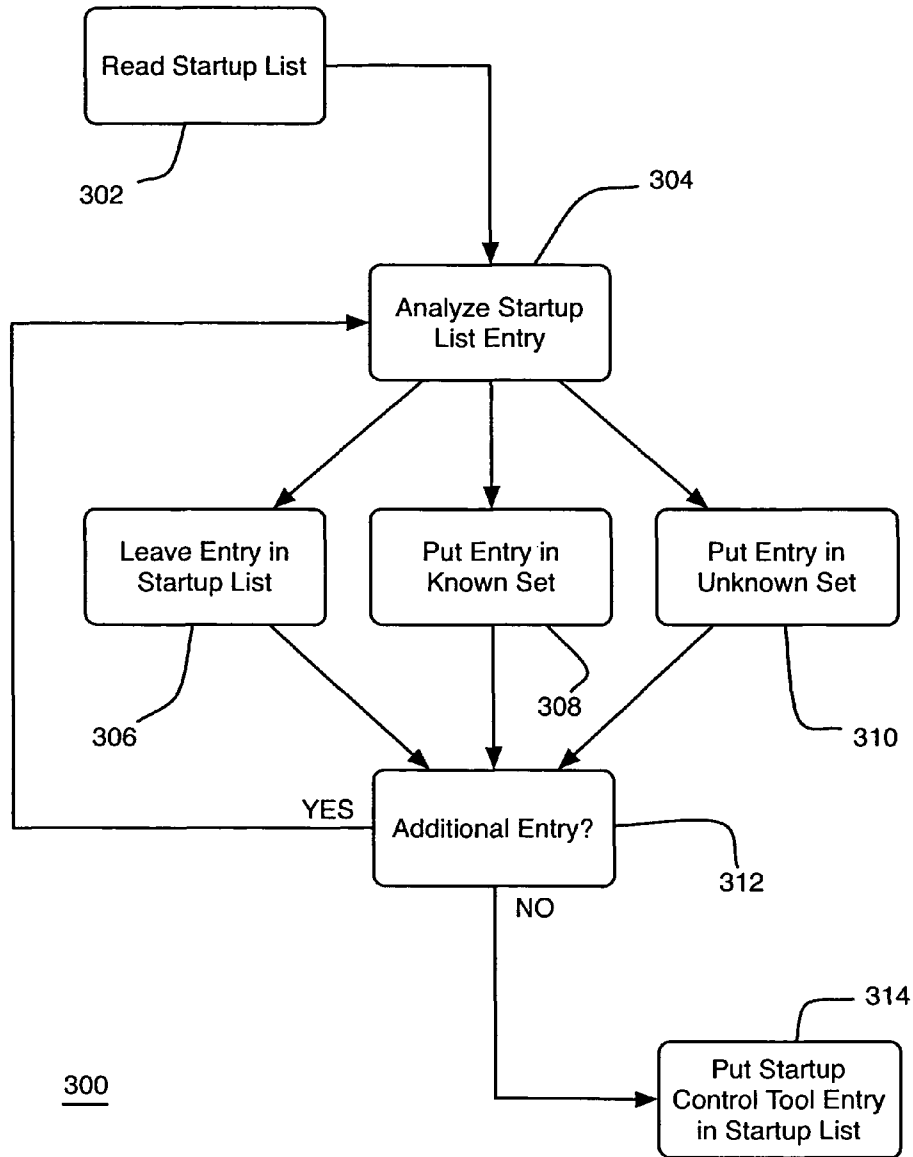 Read Startup List
302
304
Analyze Startup
List Entry
Leave Entry in
Startup List
Put Entry in
Known Set
Put Entry in
Unknown Set
306
308
310
YES
Additional Entry?
312
NO
314
Put Startup
Control Tool Entry
in Startup List
300